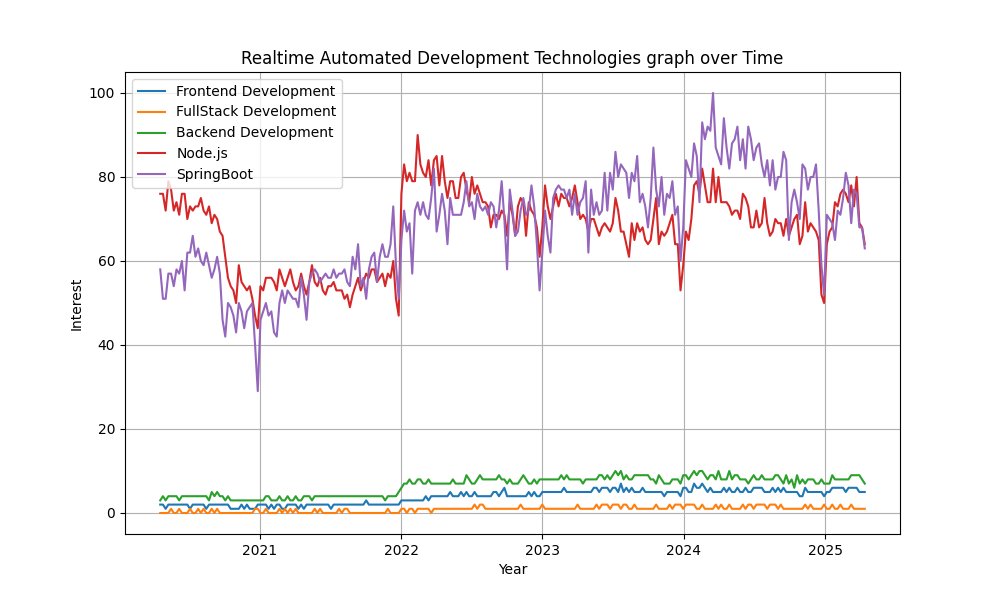 Realtime Automated Development Technologies graph over Time
Frontend Development
FullStack Development
Backend Development
Node.js
SpringBoot
100
80
60
40
20
0
Interest
2021 2022 2023 2024 2025
Year